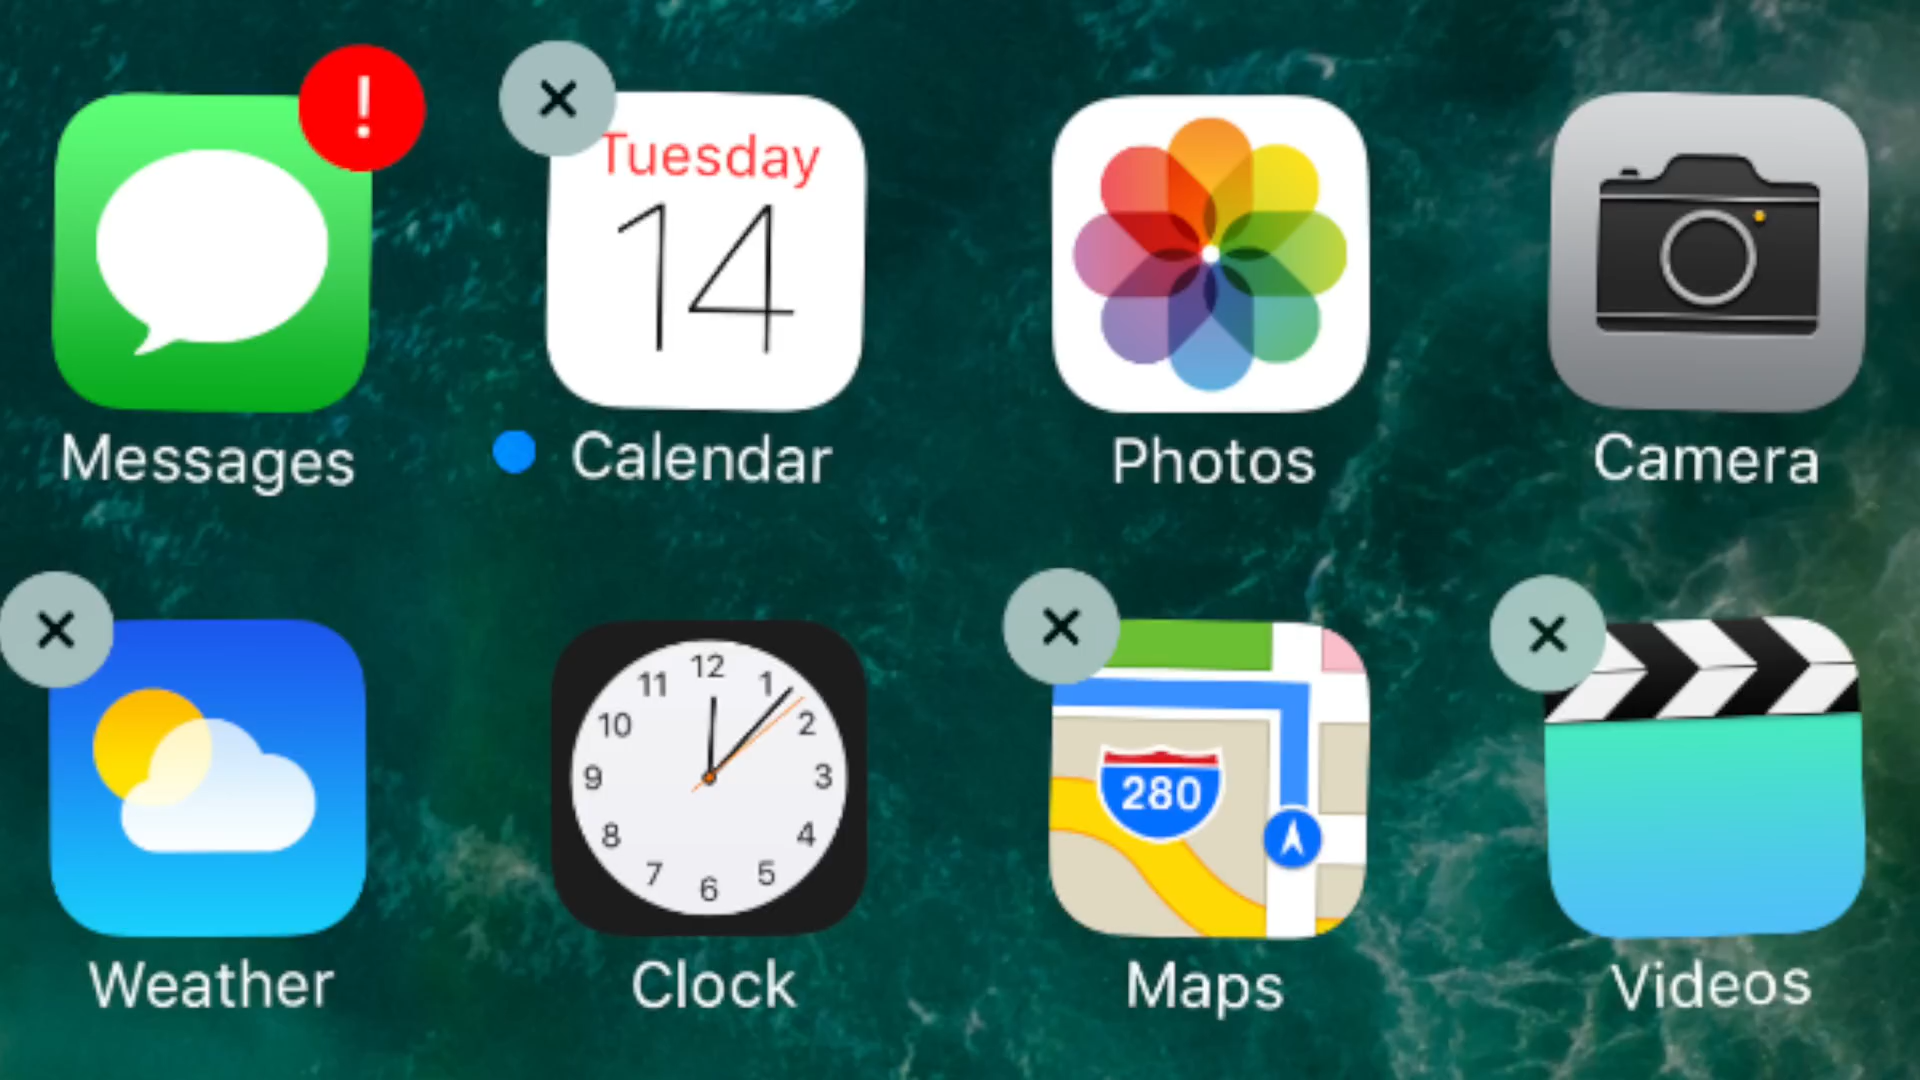 !
Tuesday
14
Messages
Calendar
Photos
Camera
12
11 1
10 2
9 3
8 4
7 5
6
280
Weather
Clock
Maps
Videos